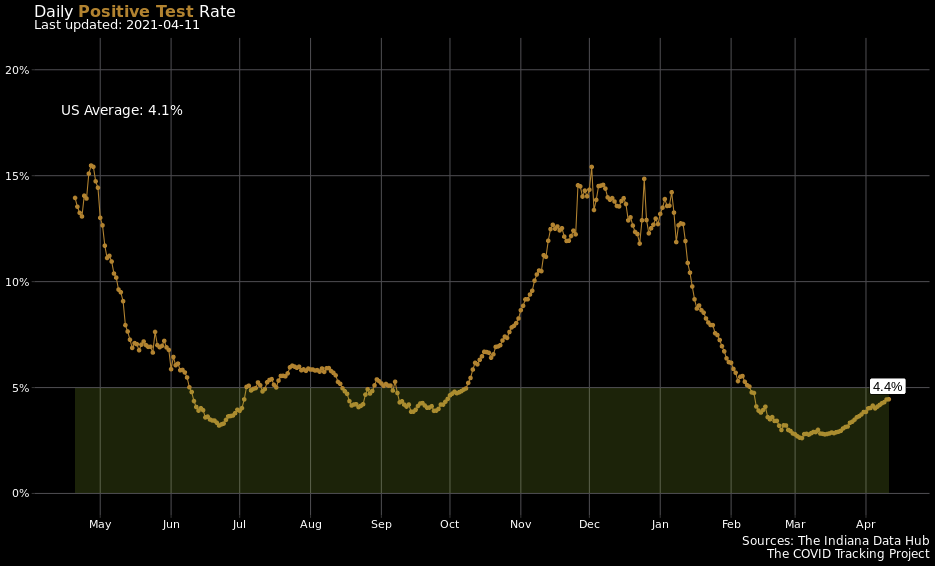 Daily Positive Test Rate
Last updated: 2021-04-11
20%
US Average: 4.1%
15%
10%
5%
4.4%
0%
May Jun Jul Aug Sep Oct Nov Dec Jan Feb Mar Apr
Sources: The Indiana Data Hub
The COVID Tracking Project